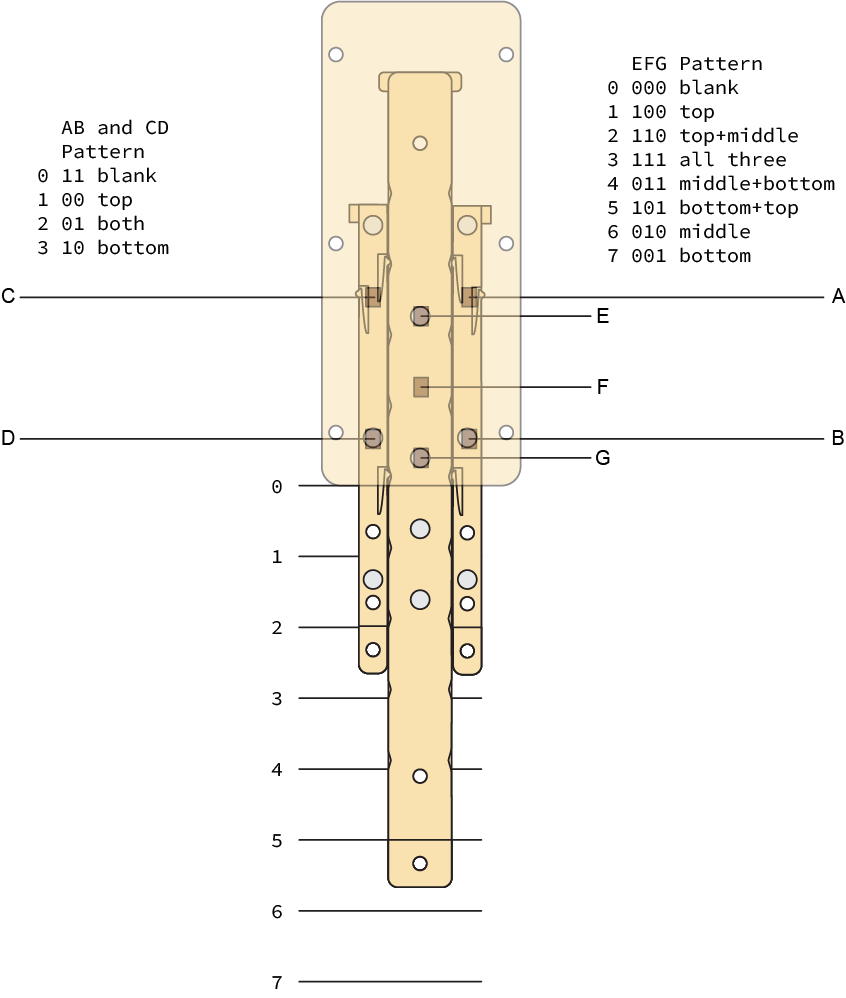 EFG Pattern
0 000 blank
1 100 top
2 110 top+middle
3 111 all three
4 011 middle+bottom
5 101 bottom+top
6 010 middle
7 001 bottom
AB and CD
Pattern
0 11 blank
1 00 top
2 01 both
3 10 bottom
C
A
E
F
D
B
G
0
1
2
3
4
5
6
7